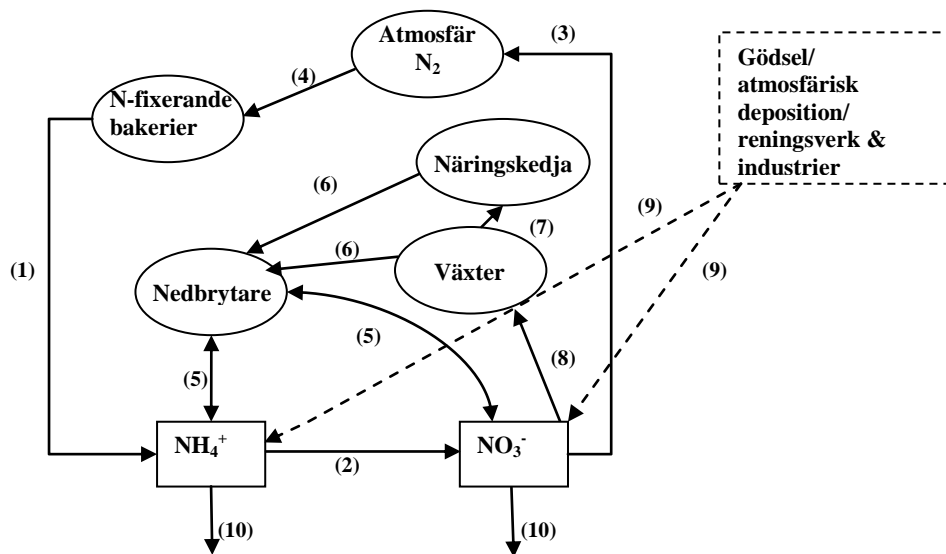 Atmosfär
N₂
(3)
Gödsel/
atmosfärisk
deposition/
reningsverk &
industrier
(4)
N-fixerande
bakerier
Näringskedja
(6)
(9)
(7)
(1)
(6)
Växter
(9)
Nedbrytare
(5)
(8)
(5)
NH₄⁺
(2)
NO₃⁻
(10)
(10)